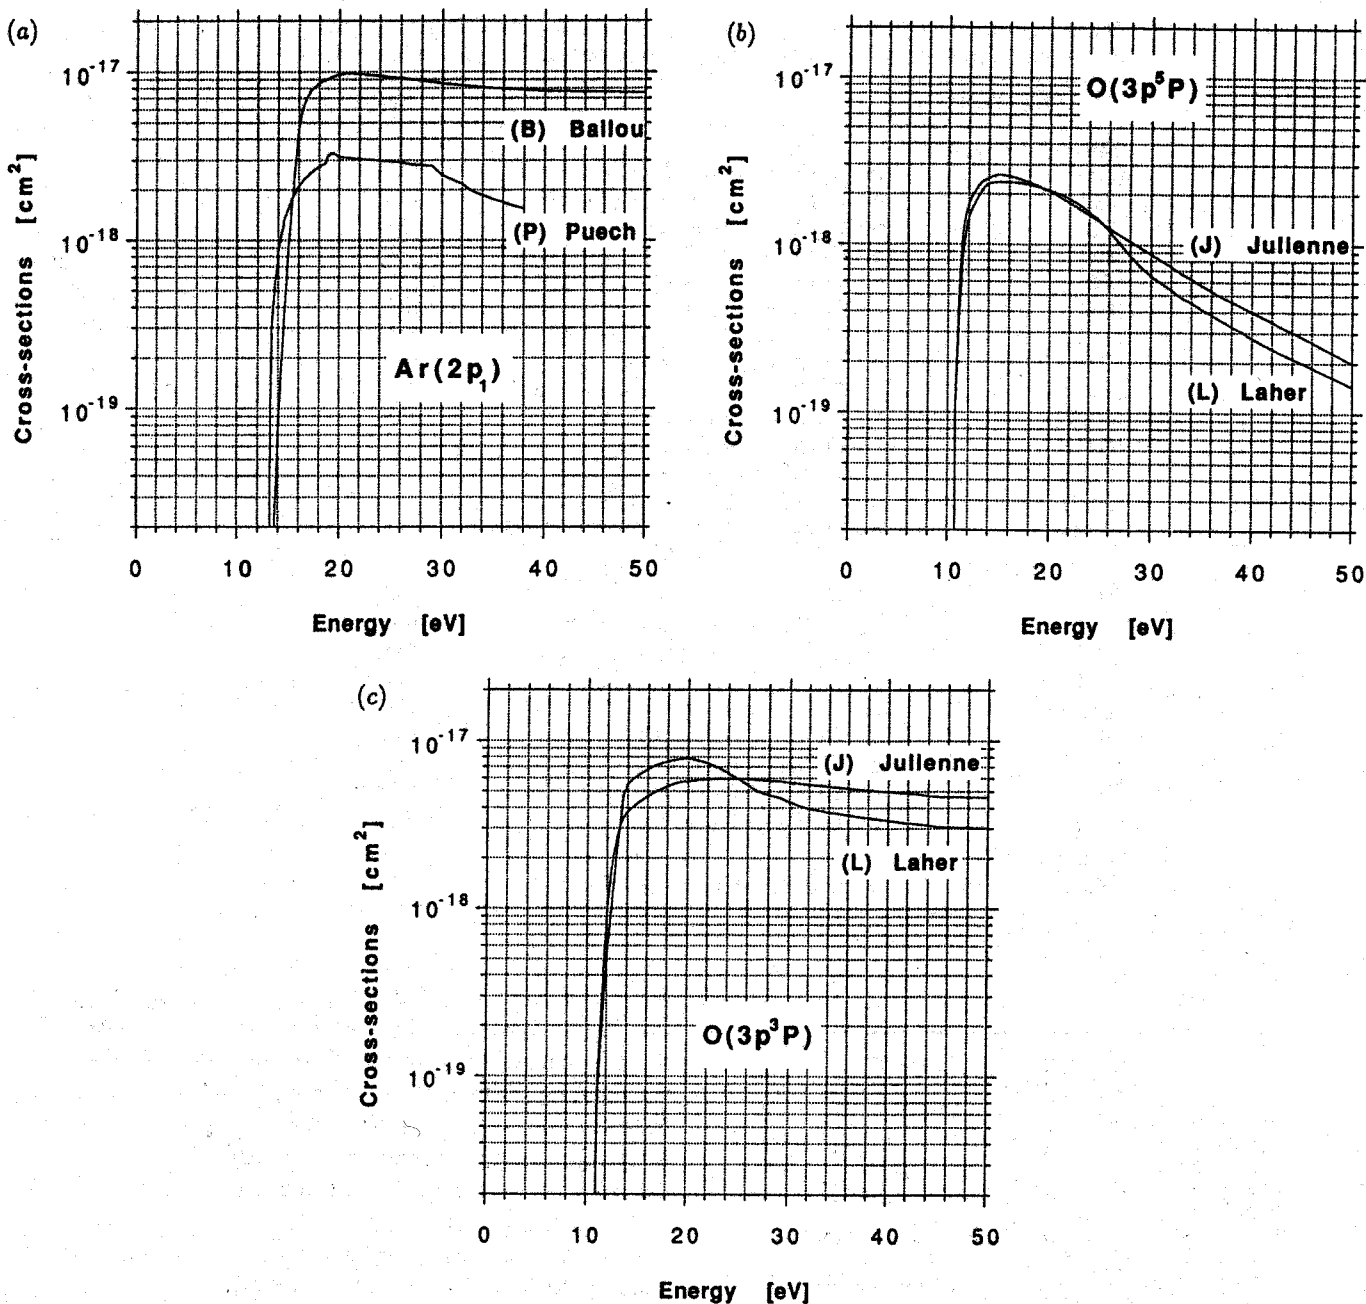 (a)
10-17
10-18
10-19
Cross-sections [cm2]
(B) Ballou
(P) Puech
Ar(2p1)
0 10 20 30 40 50
Energy [eV]
(b)
10-17
10-18
10-19
Cross-sections [cm2]
O(3p5P)
(J) Julienne
(L) Laher
0 10 20 30 40 50
Energy [eV]
(c)
10-17
10-18
10-19
Cross-sections [cm2]
(J) Julienne
(L) Laher
O(3p3P)
0 10 20 30 40 50
Energy [eV]